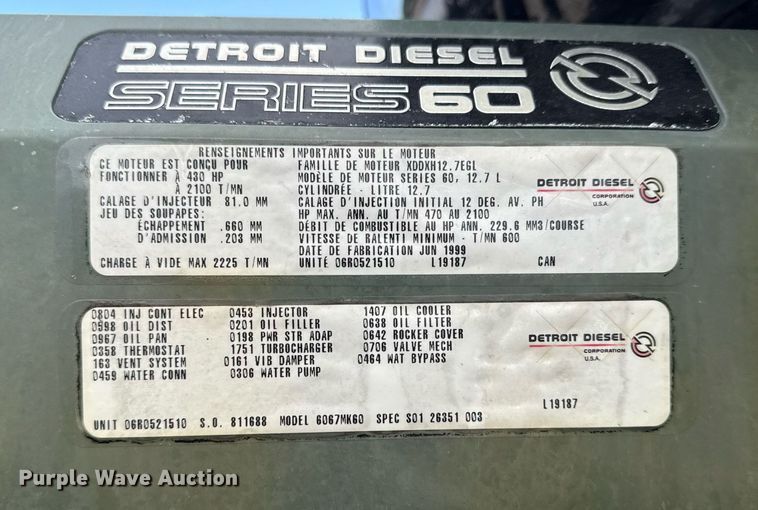 DETROIT DIESEL
SERIES 60
RENSEIGNEMENTS IMPORTANTS SUR LE MOTEUR
CE MOTEUR EST CONÇU POUR FAMILLE DE MOTEUR XDDXH12.7EGL
FONCTIONNER À 430 HP MODÈLE DE MOTEUR SERIES 60, 12.7 L
À 2100 T/MN CYLINDRÉE - LITRE 12.7
CALAGE D'INJECTEUR 81.0 MM CALAGE D'INJECTION INITIAL 12 DEG. AV. PH
JEU DES SOUPAPES: HP MAX. ANN. AU T/MN 470 AU 2100
ÉCHAPPEMENT .660 MM DÉBIT DE COMBUSTIBLE AU HP ANN. 229.6 MM3/COURSE
D'ADMISSION .203 MM VITESSE DE RALENTI MINIMUM - T/MN 600
DATE DE FABRICATION JUN 1999
CHARGE À VIDE MAX 2225 T/MN UNITÉ 06R0521510 L19187 CAN
DETROIT DIESEL
CORPORATION
U.S.A.
0804 INJ CONT ELEC 0453 INJECTOR 1407 OIL COOLER
0598 OIL DIST 0201 OIL FILLER 0638 OIL FILTER
0967 OIL PAN 0198 PWR STR ADAP 0642 ROCKER COVER
0358 THERMOSTAT 1751 TURBOCHARGER 0706 VALVE MECH
163 VENT SYSTEM 0161 VIB DAMPER 0464 WAT BYPASS
0459 WATER CONN 0306 WATER PUMP
DETROIT DIESEL
CORPORATION
U.S.A.
L19187
UNIT 06R0521510 S.O. 811688 MODEL 6067MK60 SPEC S01 26351 003
Purple Wave Auction